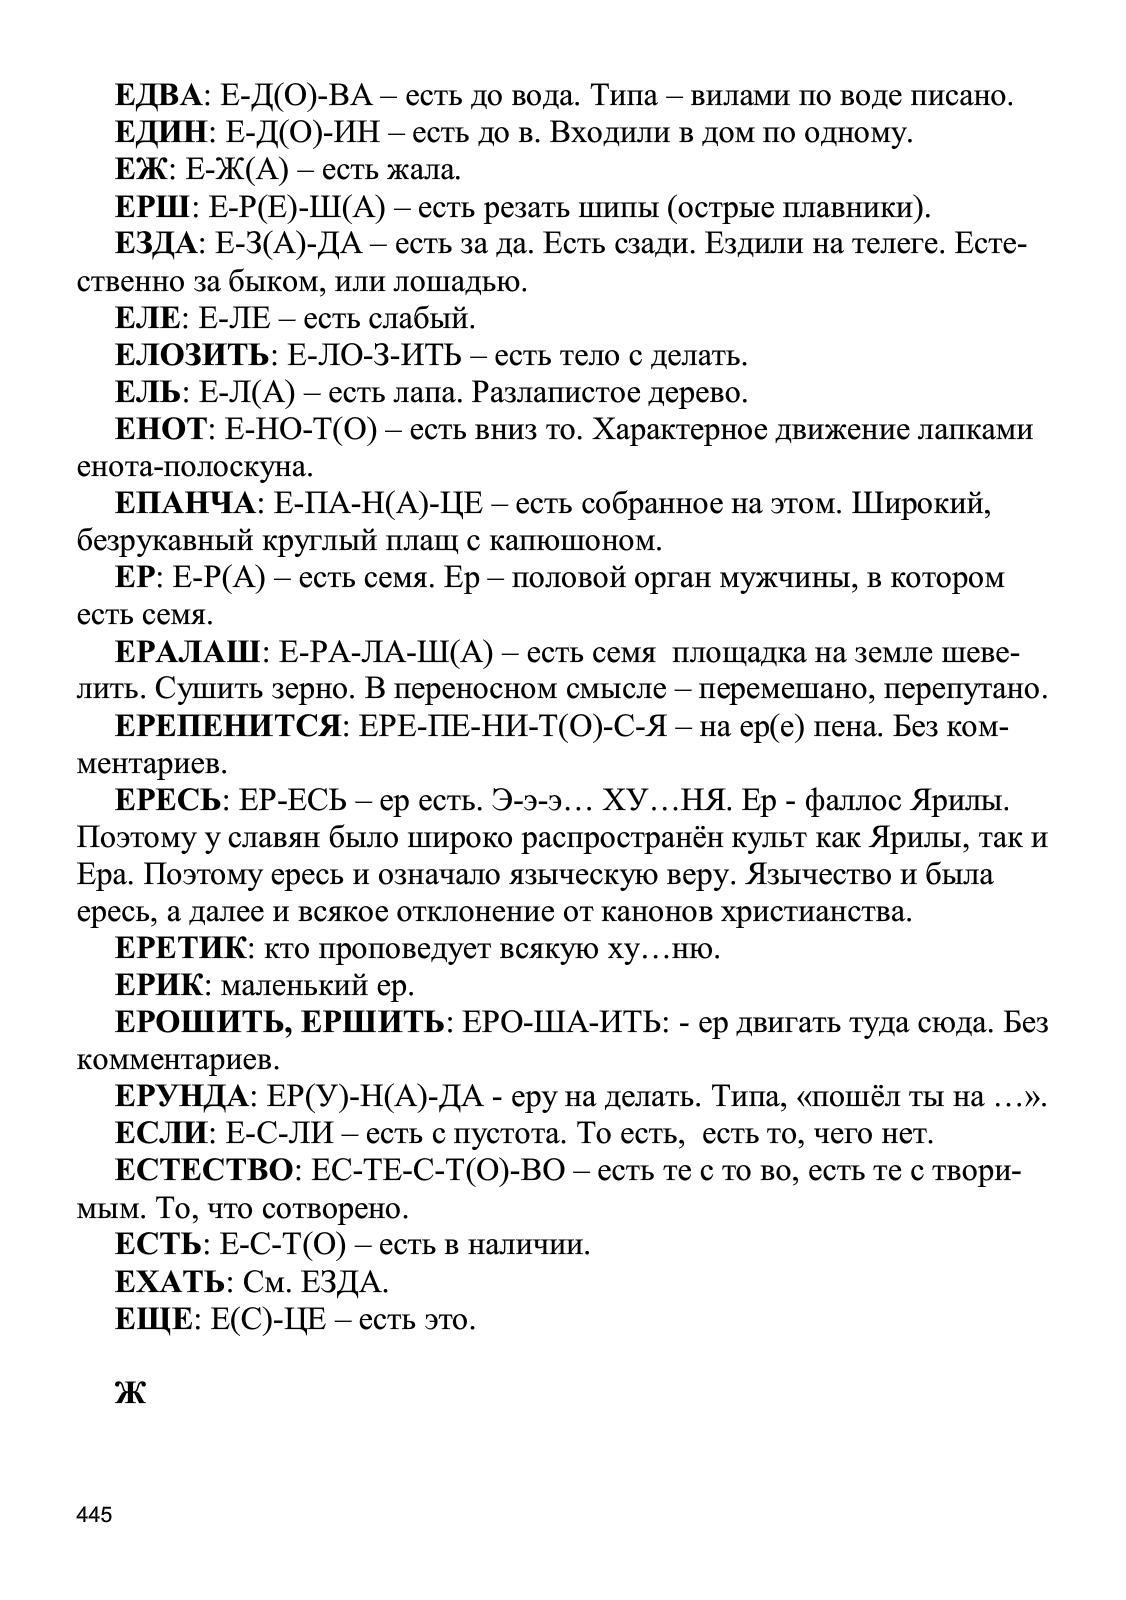 ЕДВА: Е-Д(О)-ВА – есть до вода. Типа – вилами по воде писано.
ЕДИН: Е-Д(О)-ИН – есть до в. Входили в дом по одному.
ЕЖ: Е-Ж(А) – есть жала.
ЕРШ: Е-Р(Е)-Ш(А) – есть резать шипы (острые плавники).
ЕЗДА: Е-З(А)-ДА – есть за да. Есть сзади. Ездили на телеге. Есте-
ственно за быком, или лошадью.
ЕЛЕ: Е-ЛЕ – есть слабый.
ЕЛОЗИТЬ: Е-ЛО-З-ИТЬ – есть тело с делать.
ЕЛЬ: Е-Л(А) – есть лапа. Разлапистое дерево.
ЕНОТ: Е-НО-Т(О) – есть вниз то. Характерное движение лапками
енота-полоскуна.
ЕПАНЧА: Е-ПА-Н(А)-ЦЕ – есть собранное на этом. Широкий,
безрукавный круглый плащ с капюшоном.
ЕР: Е-Р(А) – есть семя. Ер – половой орган мужчины, в котором
есть семя.
ЕРАЛАШ: Е-РА-ЛА-Ш(А) – есть семя  площадка на земле шеве-
лить. Сушить зерно. В переносном смысле – перемешано, перепутано.
ЕРЕПЕНИТСЯ: ЕРЕ-ПЕ-НИ-Т(О)-С-Я – на ер(е) пена. Без ком-
ментариев.
ЕРЕСЬ: ЕР-ЕСЬ – ер есть. Э-э-э… ХУ…НЯ. Ер - фаллос Ярилы.
Поэтому у славян было широко распространён культ как Ярилы, так и
Ера. Поэтому ересь и означало языческую веру. Язычество и была
ересь, а далее и всякое отклонение от канонов христианства.
ЕРЕТИК: кто проповедует всякую ху…ню.
ЕРИК: маленький ер.
ЕРОШИТЬ, ЕРШИТЬ: ЕРО-ША-ИТЬ: - ер двигать туда сюда. Без
комментариев.
ЕРУНДА: ЕР(У)-Н(А)-ДА - еру на делать. Типа, «пошёл ты на …».
ЕСЛИ: Е-С-ЛИ – есть с пустота. То есть,  есть то, чего нет.
ЕСТЕСТВО: ЕС-ТЕ-С-Т(О)-ВО – есть те с то во, есть те с твори-
мым. То, что сотворено.
ЕСТЬ: Е-С-Т(О) – есть в наличии.
ЕХАТЬ: См. ЕЗДА.
ЕЩЕ: Е(С)-ЦЕ – есть это.
Ж
445